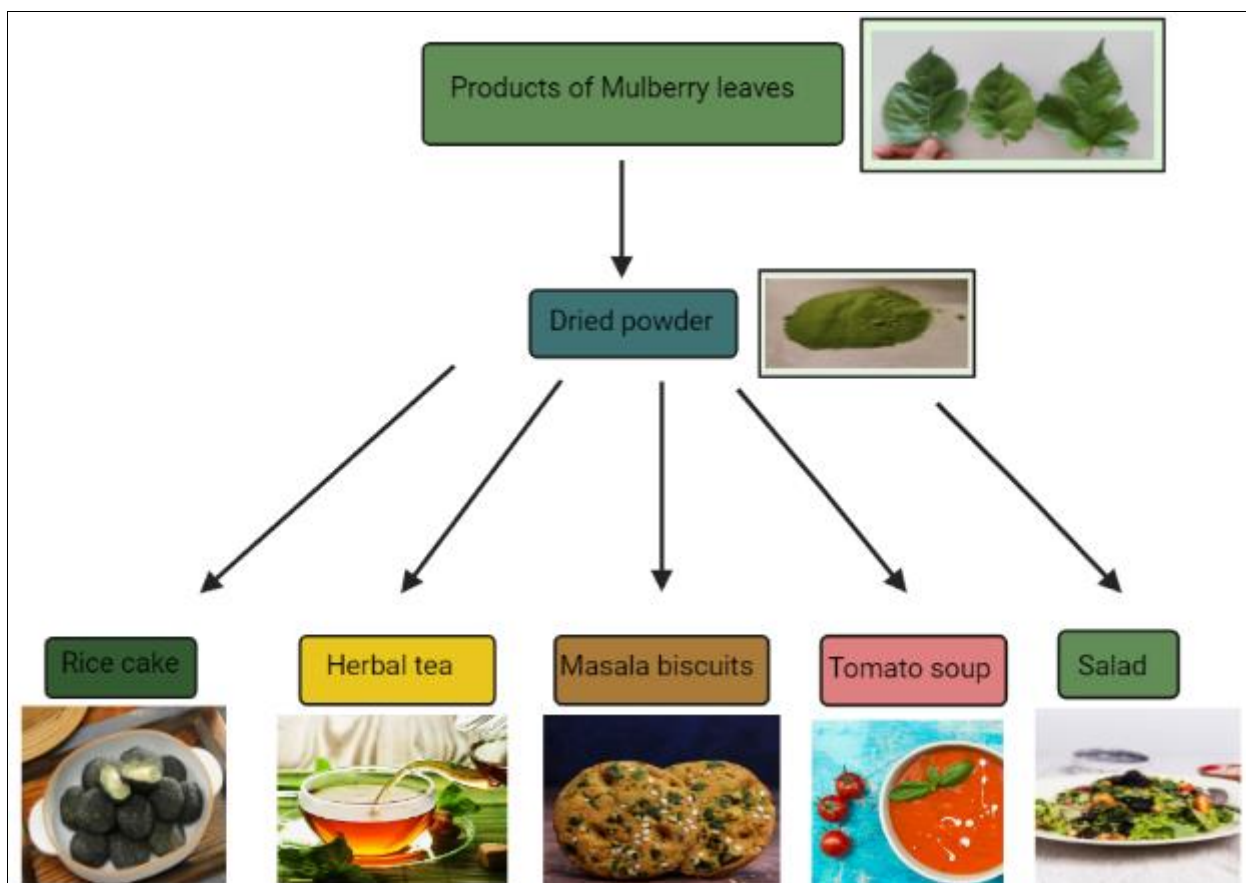 Products of Mulberry leaves
Dried powder
Rice cake
Herbal tea
Masala biscuits
Tomato soup
Salad